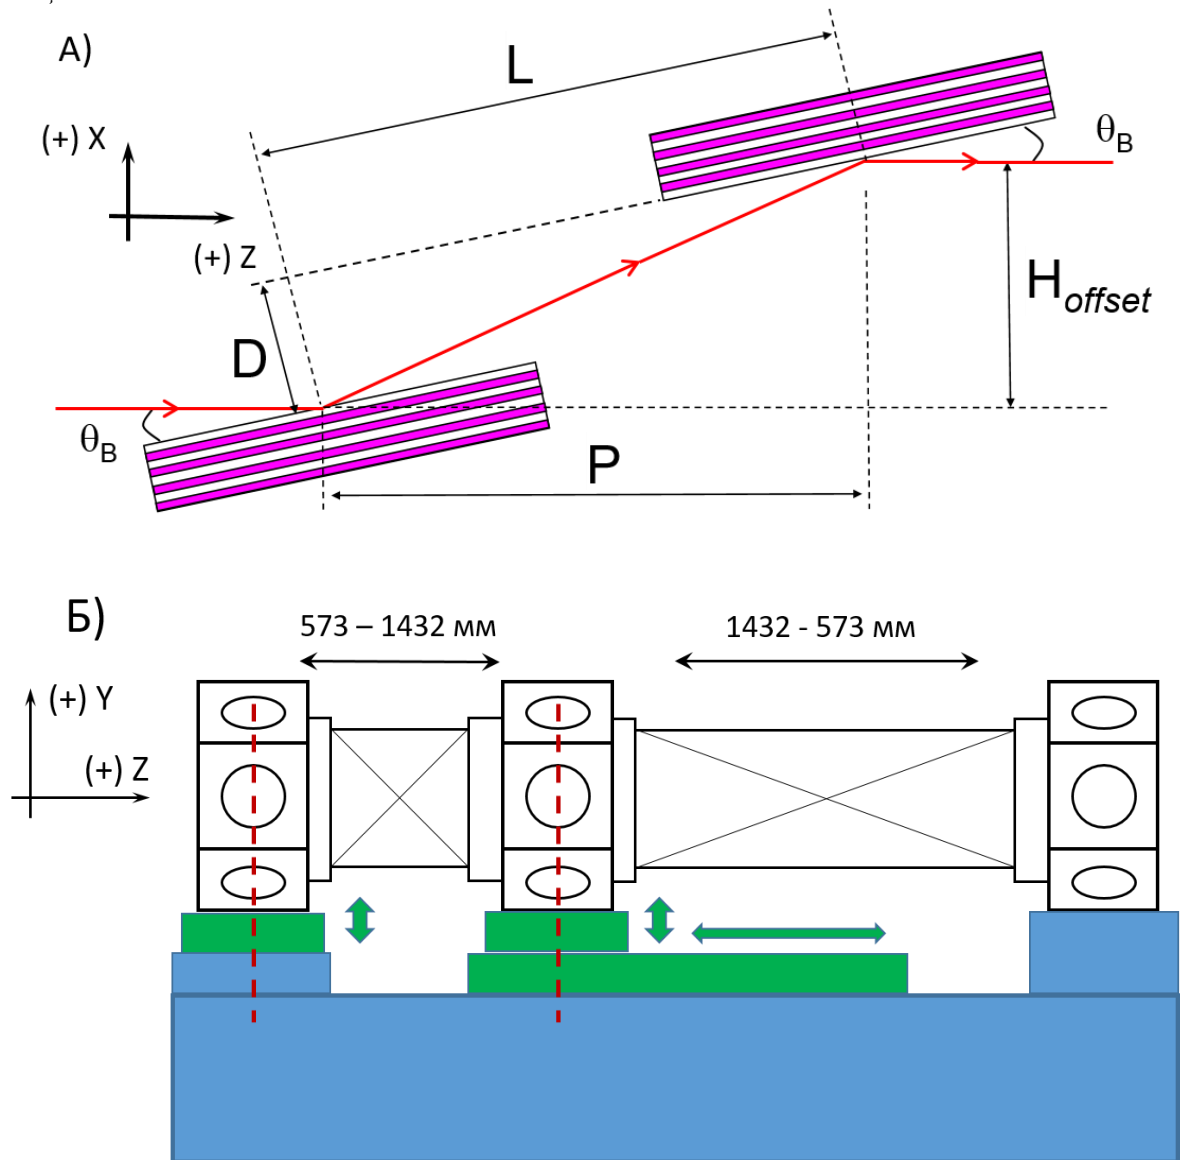 А)
L
(+) X
θB
(+) Z
Hoffset
D
θB
P
Б)
573 – 1432 мм
1432 - 573 мм
(+) Y
(+) Z